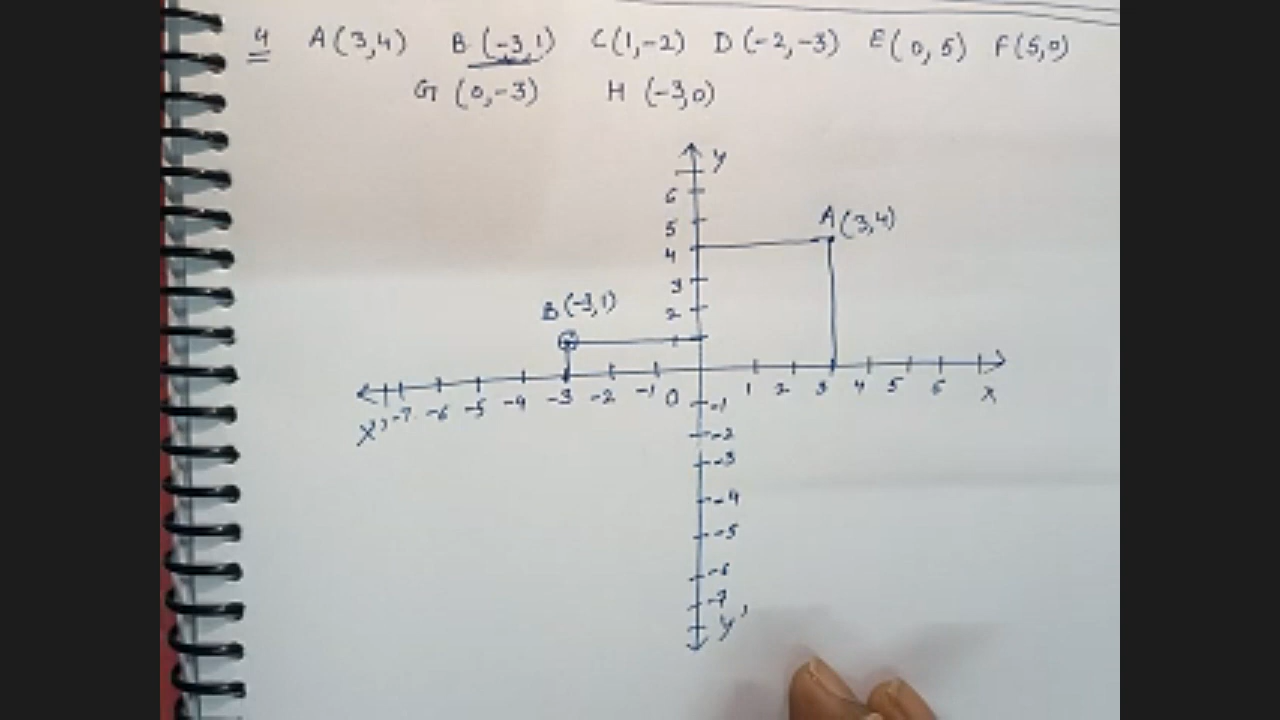 4 A(3,4) B(-3,1) C(1,-2) D(-2,-3) E(0,5) F(5,0)
G(0,-3) H(-3,0)
y
6
5
4
3
2
1
A(3,4)
B(-3,1)
X' -7 -6 -5 -4 -3 -2 -1 0 1 2 3 4 5 6 X
-1
-2
-3
-4
-5
-6
-7
y'